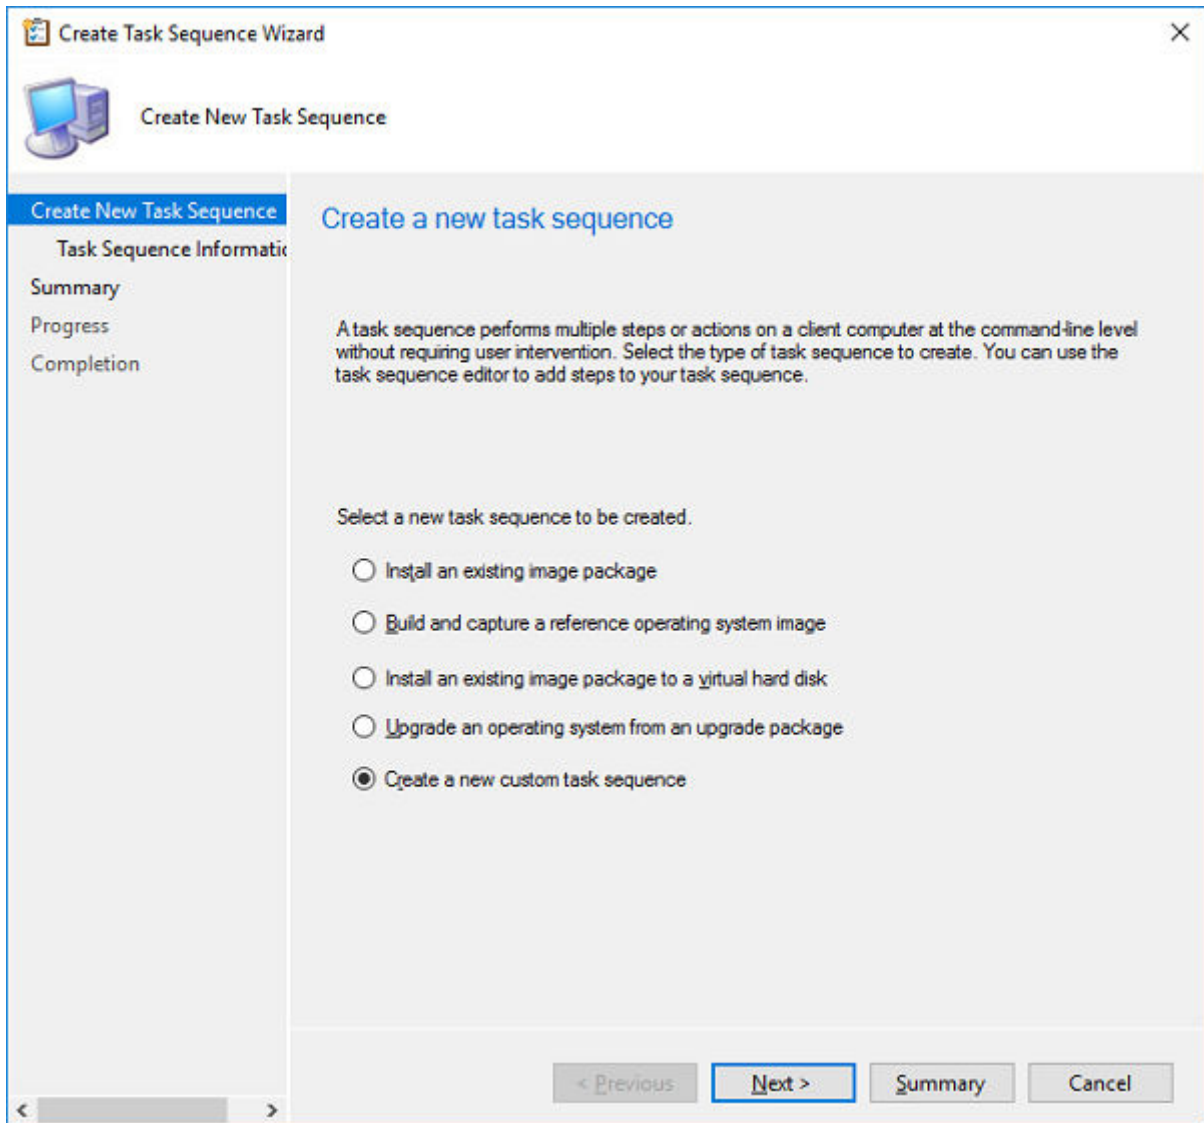 Create Task Sequence Wizard
Create New Task Sequence
Create New Task Sequence
Task Sequence Informatic
Summary
Progress
Completion
Create a new task sequence
A task sequence performs multiple steps or actions on a client computer at the command-line level
without requiring user intervention. Select the type of task sequence to create. You can use the
task sequence editor to add steps to your task sequence.
Select a new task sequence to be created.
Install an existing image package
Build and capture a reference operating system image
Install an existing image package to a virtual hard disk
Upgrade an operating system from an upgrade package
Create a new custom task sequence
< Previous
Next >
Summary
Cancel